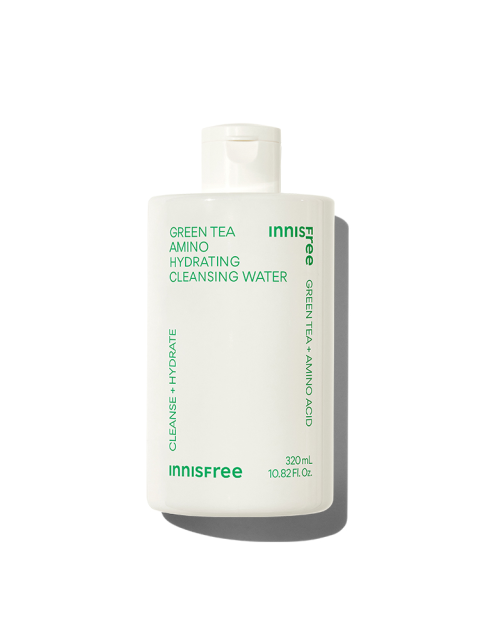 GREEN TEA
AMINO
HYDRATING
CLEANSING WATER
INNISFree
GREEN TEA + AMINO ACID
CLEANSE + HYDRATE
INNISFree
320 mL
10.82 Fl. Oz.